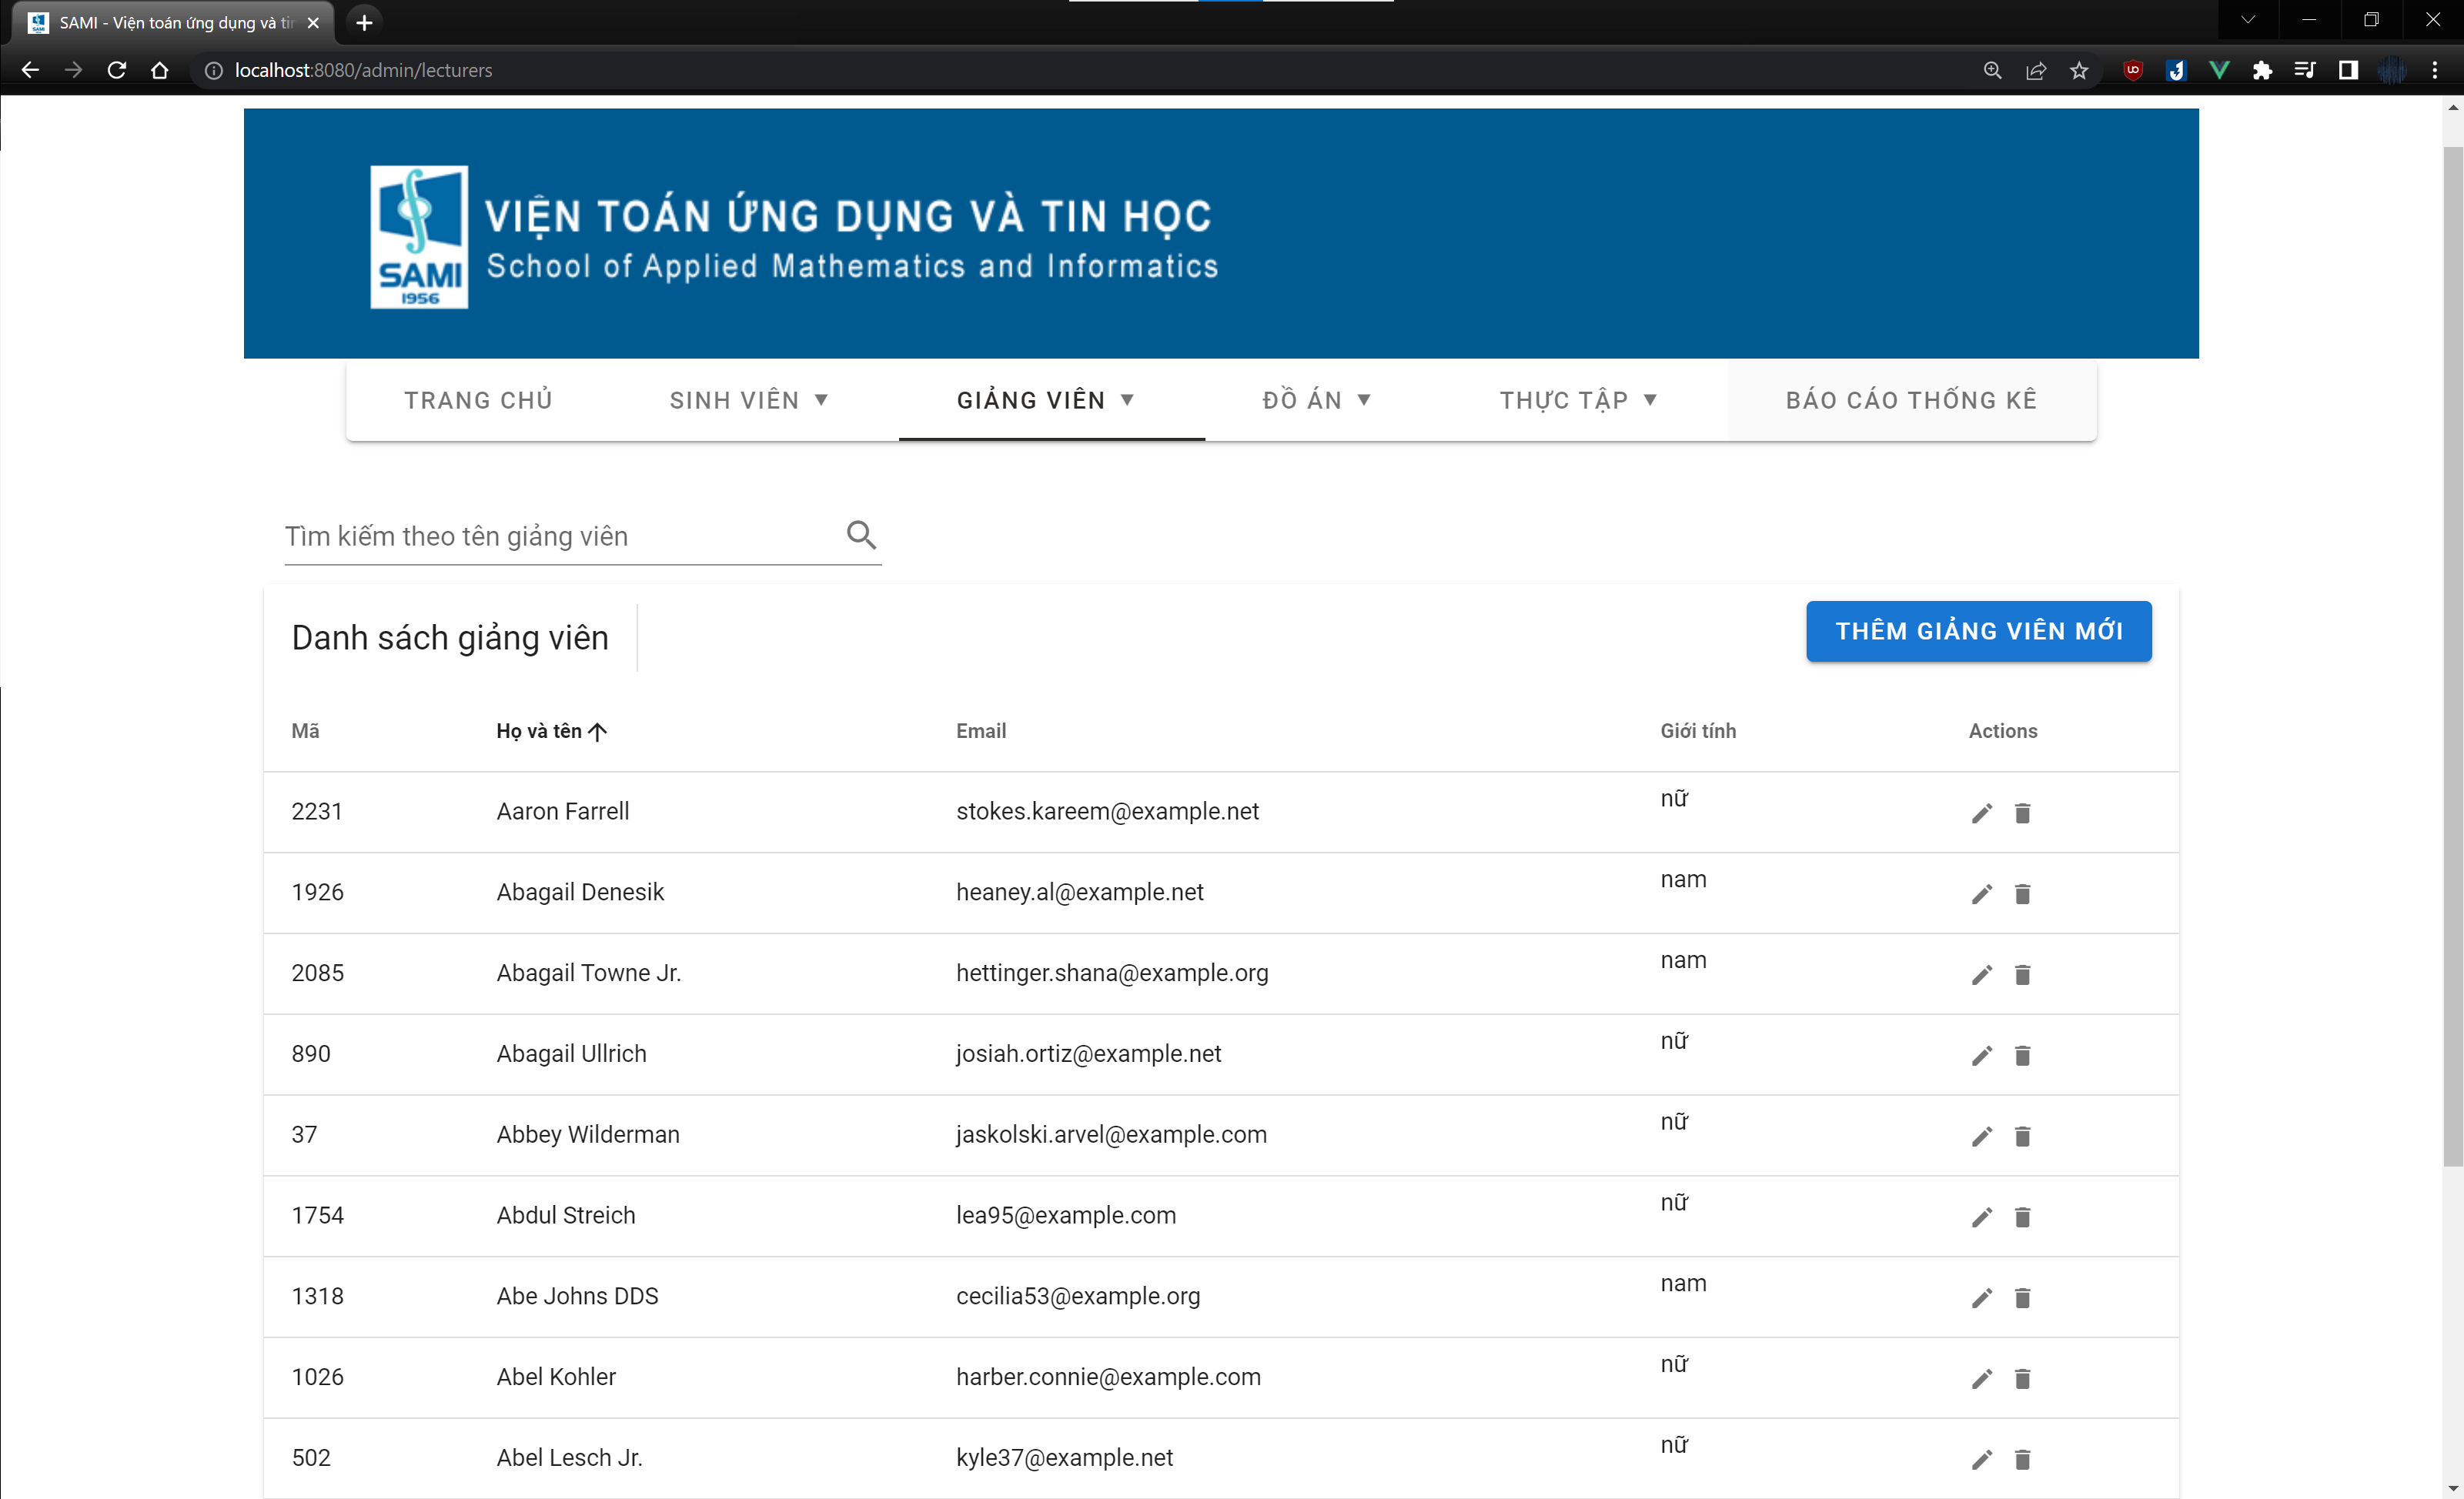 SAMI - Viện toán ứng dụng và tin
localhost:8080/admin/lecturers
SAMI
1956
VIỆN TOÁN ỨNG DỤNG VÀ TIN HỌC
School of Applied Mathematics and Informatics
TRANG CHỦ SINH VIÊN ▼ GIẢNG VIÊN ▼ ĐỒ ÁN ▼ THỰC TẬP ▼ BÁO CÁO THỐNG KÊ
Tìm kiếm theo tên giảng viên
Danh sách giảng viên THÊM GIẢNG VIÊN MỚI
Mã Họ và tên Email Giới tính Actions
2231 Aaron Farrell stokes.kareem@example.net nữ
1926 Abagail Denesik heaney.al@example.net nam
2085 Abagail Towne Jr. hettinger.shana@example.org nam
890 Abagail Ullrich josiah.ortiz@example.net nữ
37 Abbey Wilderman jaskolski.arvel@example.com nữ
1754 Abdul Streich lea95@example.com nữ
1318 Abe Johns DDS cecilia53@example.org nam
1026 Abel Kohler harber.connie@example.com nữ
502 Abel Lesch Jr. kyle37@example.net nữ